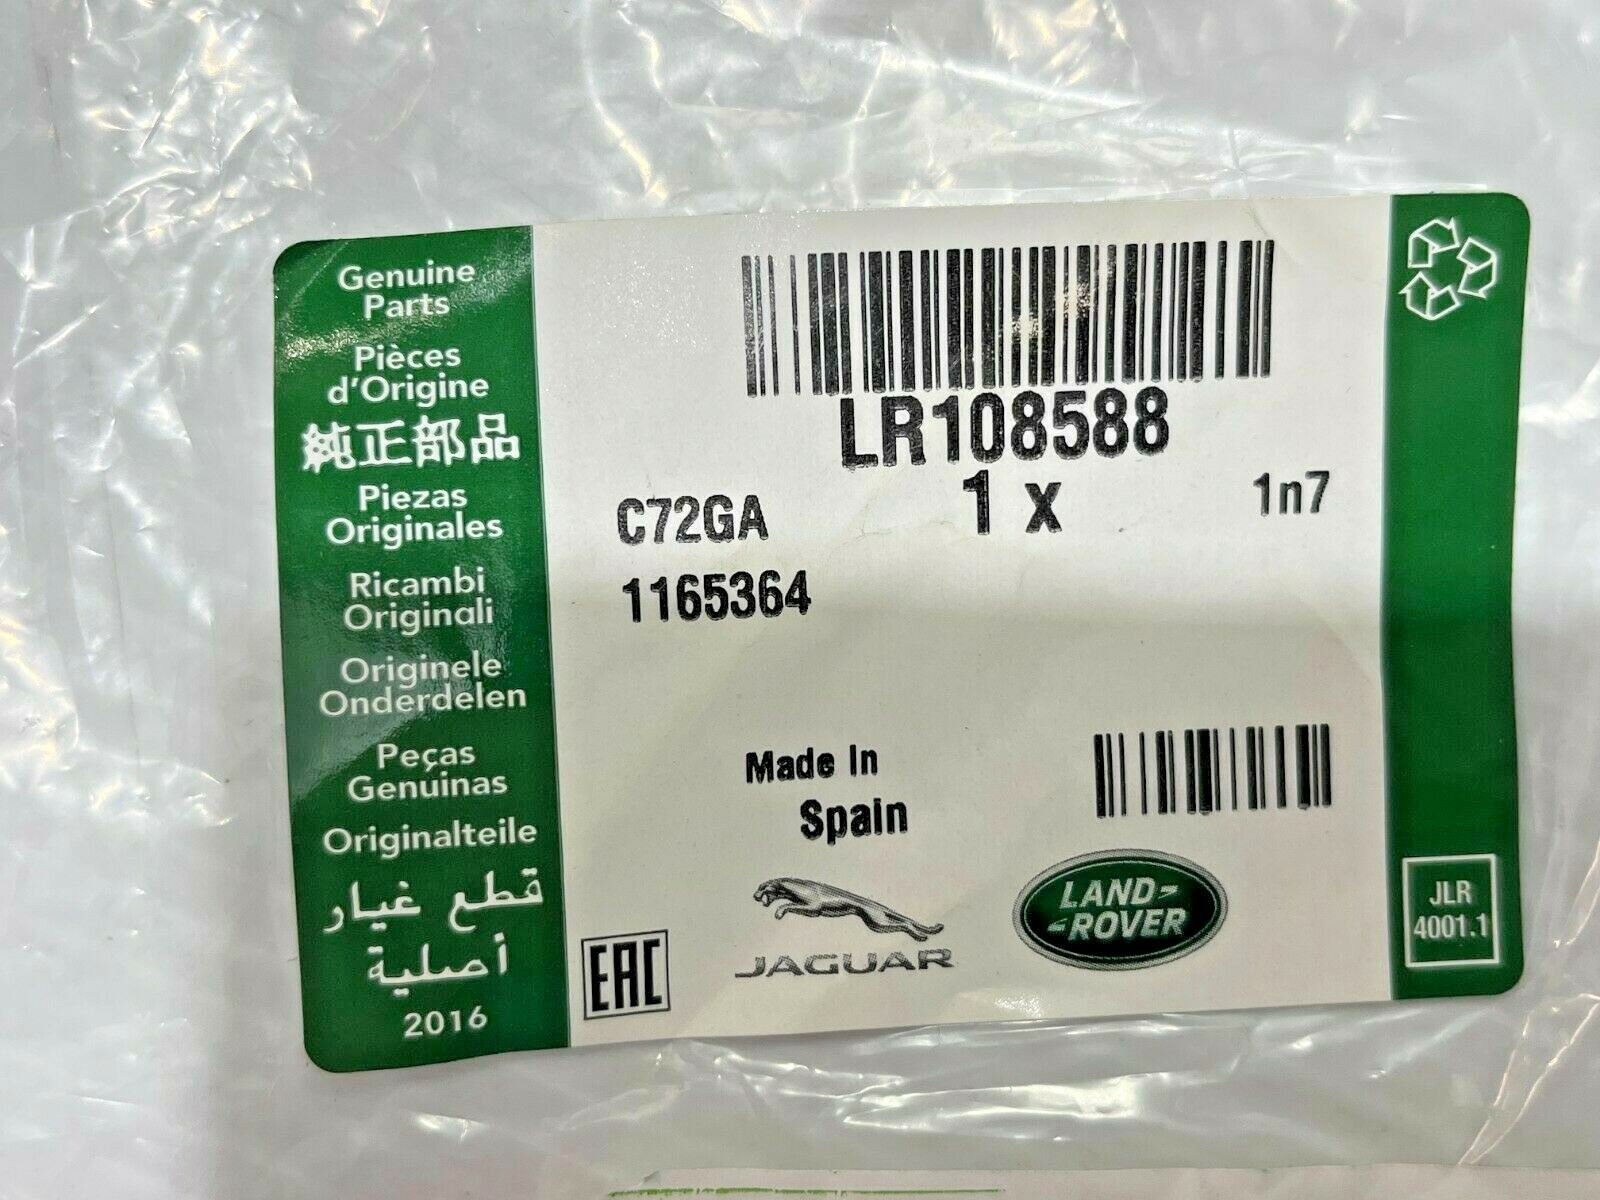 Genuine
Parts
Pièces
d'Origine
純正部品
Piezas
Originales
Ricambi
Originali
Originele
Onderdelen
Peças
Genuinas
Originalteile
قطع غيار
أصلية
2016
LR108588
1 x
1n7
C72GA
1165364
Made In
Spain
EAC
JAGUAR
LAND-
-ROVER
JLR
4001.1